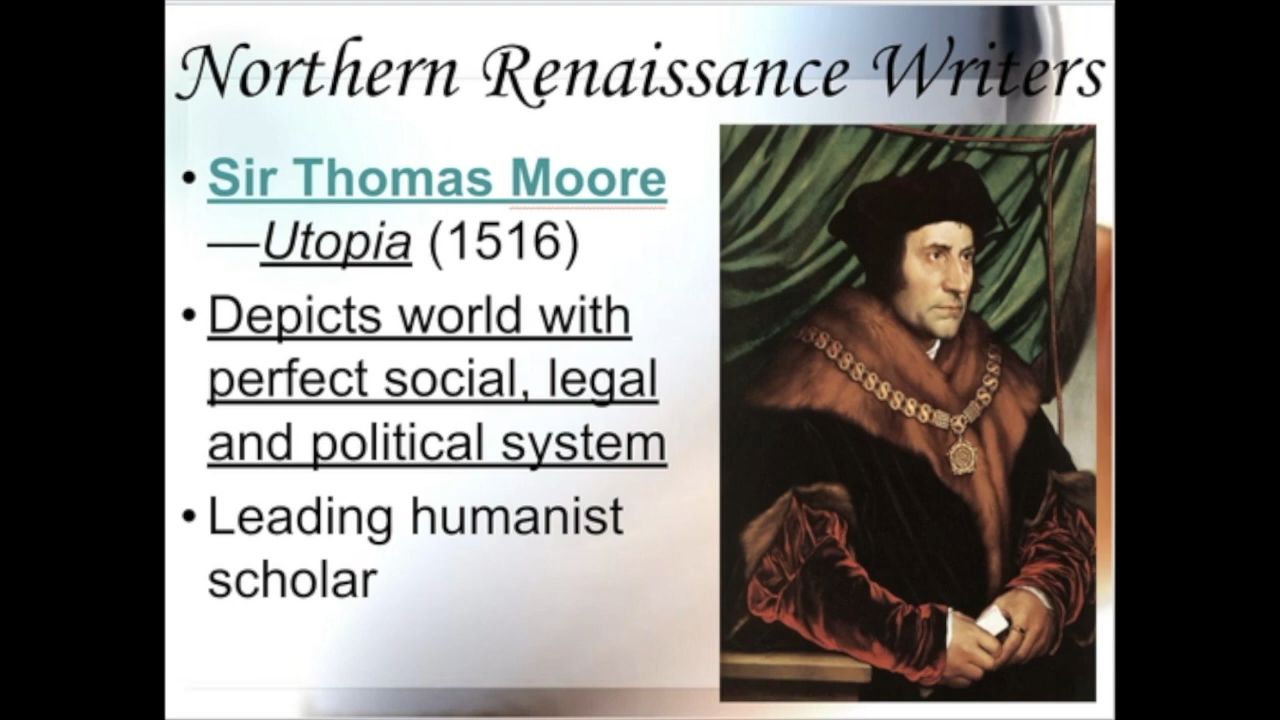 Northern Renaissance Writers
• Sir Thomas Moore
—Utopia (1516)
• Depicts world with
perfect social, legal
and political system
• Leading humanist
scholar